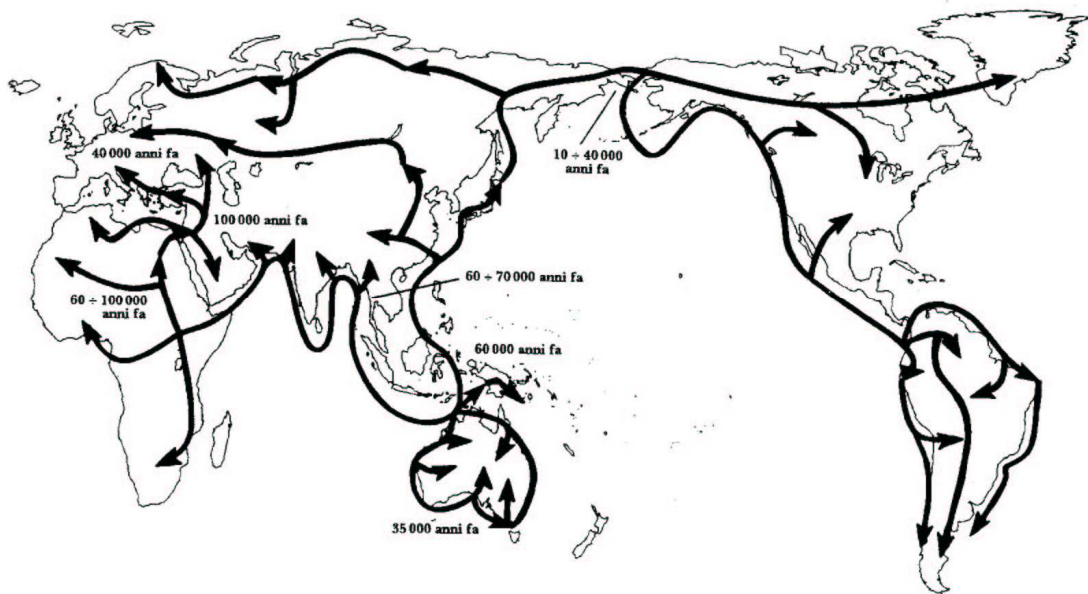 40 000 anni fa
10 ÷ 40 000
anni fa
100 000 anni fa
60 ÷ 70 000 anni fa
60 ÷ 100 000
anni fa
60 000 anni fa
35 000 anni fa